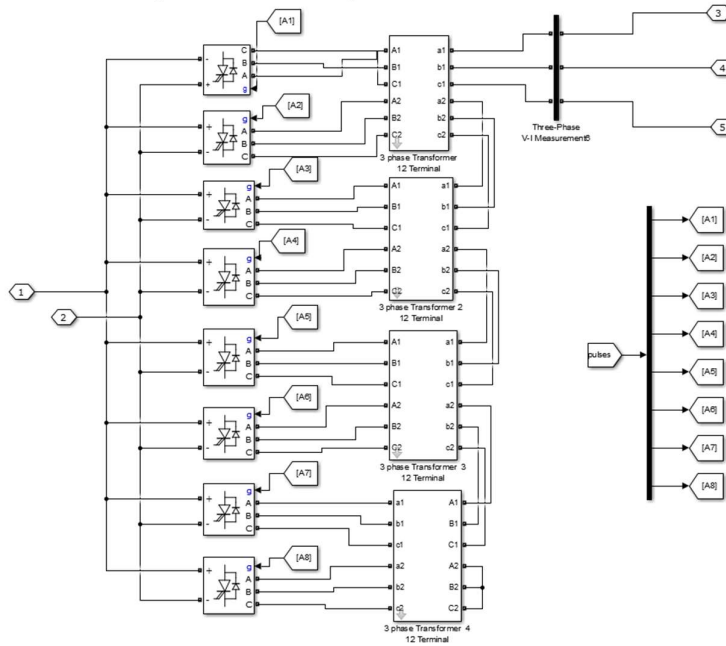 [A1]
3
- C A1 a1
B B1 b1 4
A
+ g C1 c1
[A2] A2 a2 5
g B2 b2 Three-Phase
V-I Measurement6
+ A
B C2 c2
- C 3 phase Transformer
12 Terminal
[A3]
g A1 a1
+ A B1 b1
B
- C C1 c1
[A4]
g A2 a2
+ A B2 b2
B
- C C2 c2
1 3 phase Transformer 2
12 Terminal
2
[A5]
g A1 a1
+ A
B B1 b1
- C C1 c1
[A6] A2 a2
g
+ A B2 b2
B
- C C2 c2
3 phase Transformer 3
12 Terminal
[A7]
g a1 A1
+ A
B b1 B1
- C c1 C1
[A8] a2 A2
g
+ A b2 B2
B
- C c2 C2
3 phase Transformer 4
12 Terminal
pulses
[A1]
[A2]
[A3]
[A4]
[A5]
[A6]
[A7]
[A8]